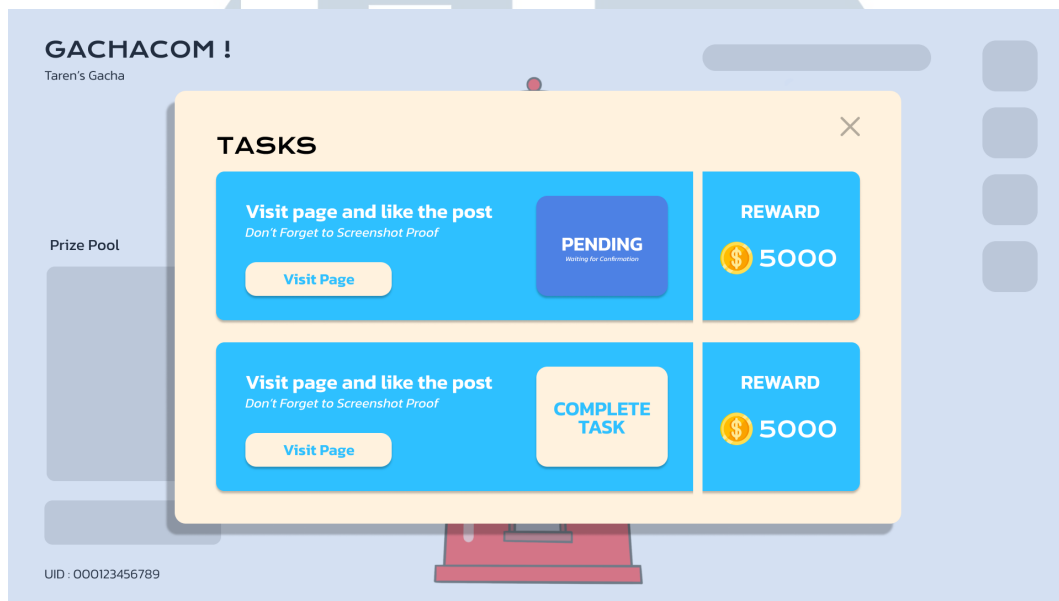 GACHACOM !
Taren's Gacha
TASKS
Visit page and like the post
Don't Forget to Screenshot Proof
Visit Page
PENDING
Waiting for Confirmation
REWARD
$ 5000
Prize Pool
Visit page and like the post
Don't Forget to Screenshot Proof
Visit Page
COMPLETE
TASK
REWARD
$ 5000
UID : 000123456789